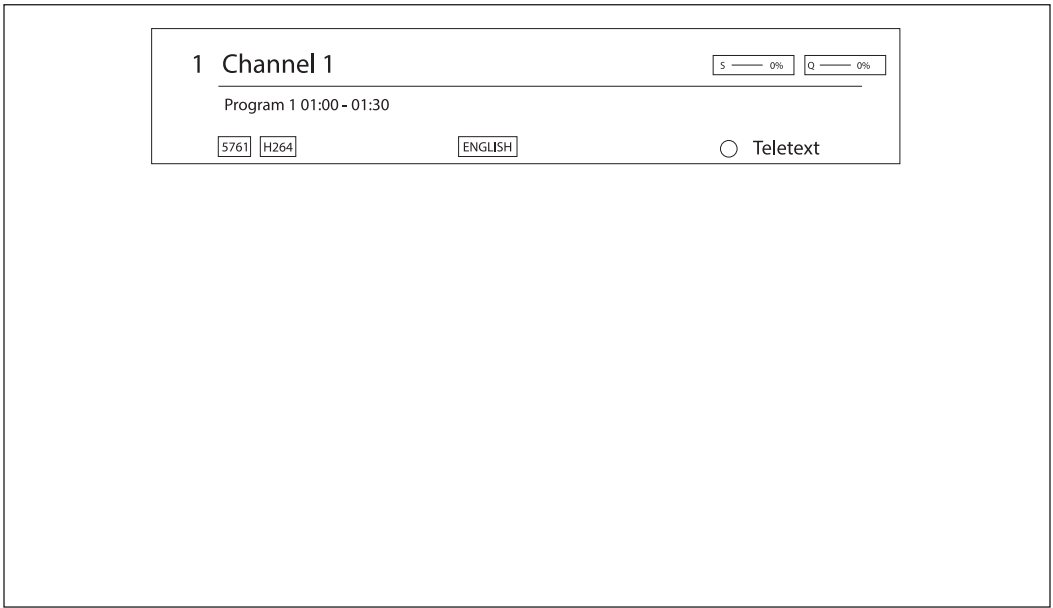 1 Channel 1 S 0% Q 0%
Program 1 01:00 - 01:30
5761 H264 ENGLISH Teletext